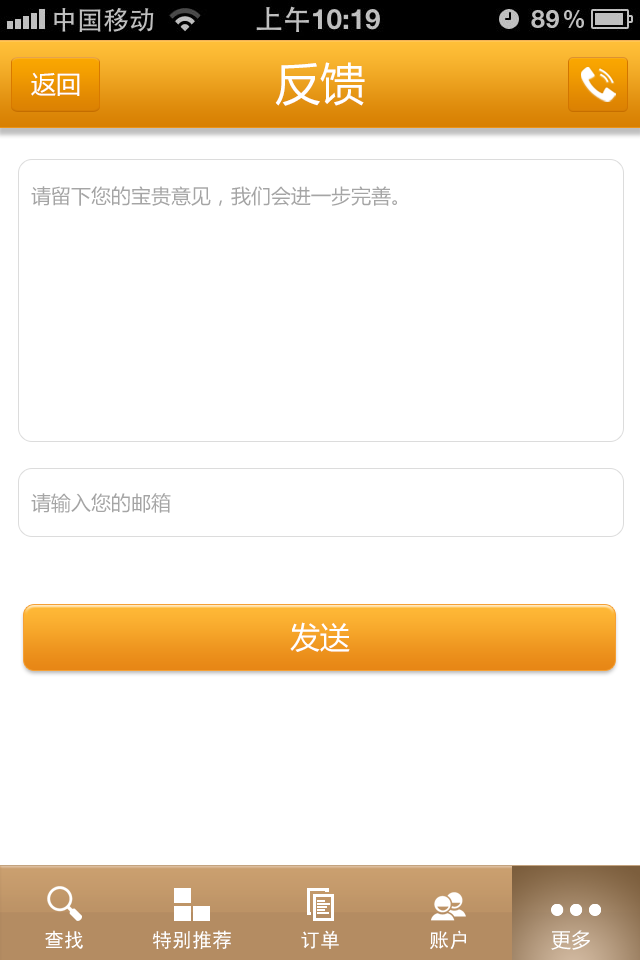 中国移动 上午10:19 89%
返回 反馈
请留下您的宝贵意见，我们会进一步完善。
请输入您的邮箱
发送
查找 特别推荐 订单 账户 更多